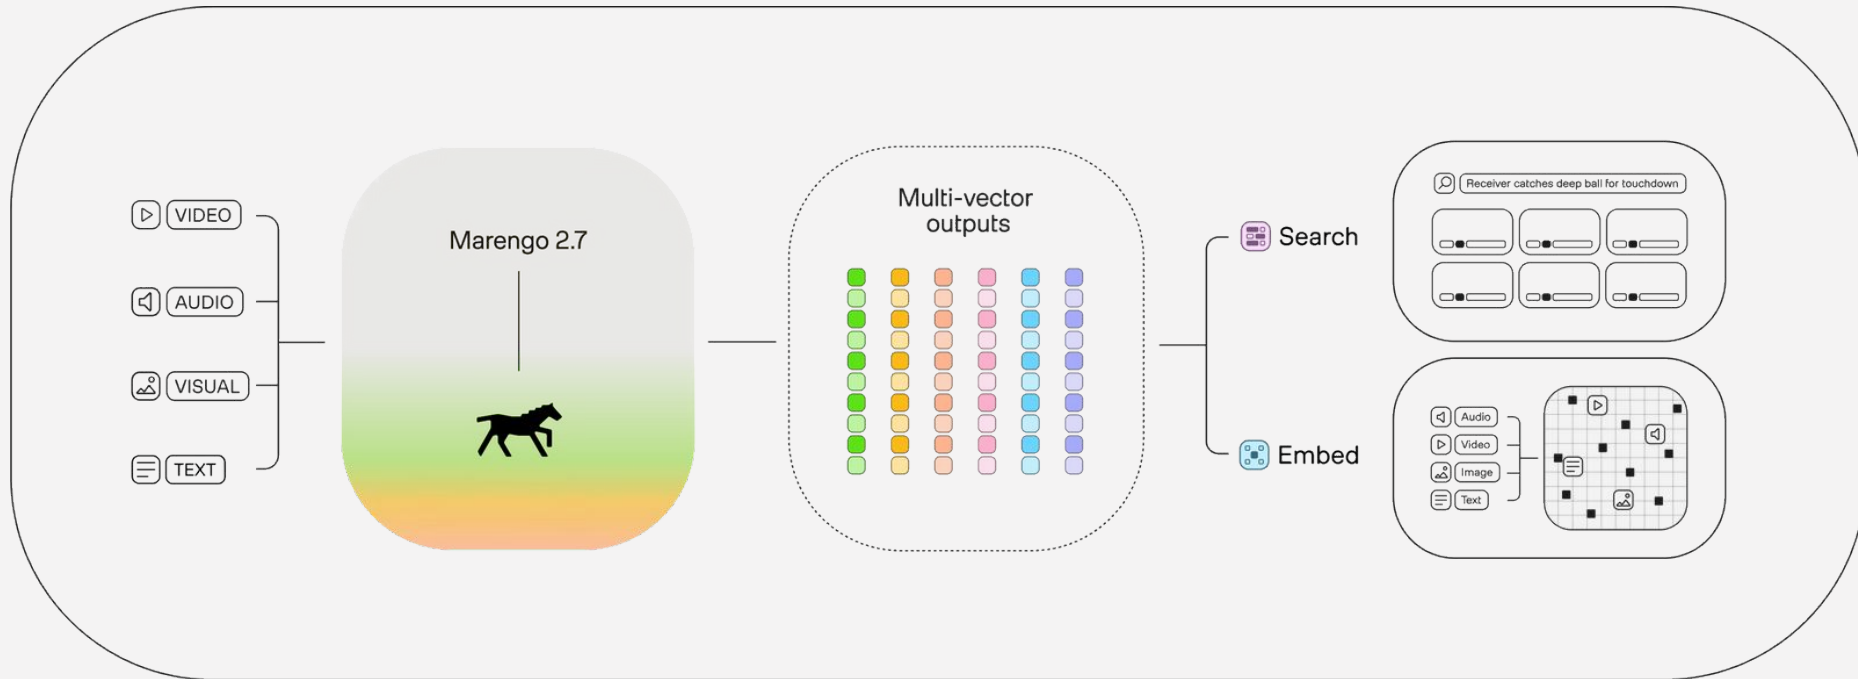 VIDEO
AUDIO
VISUAL
TEXT
Marengo 2.7
Multi-vector
outputs
Search
Embed
Receiver catches deep ball for touchdown
Audio
Video
Image
Text